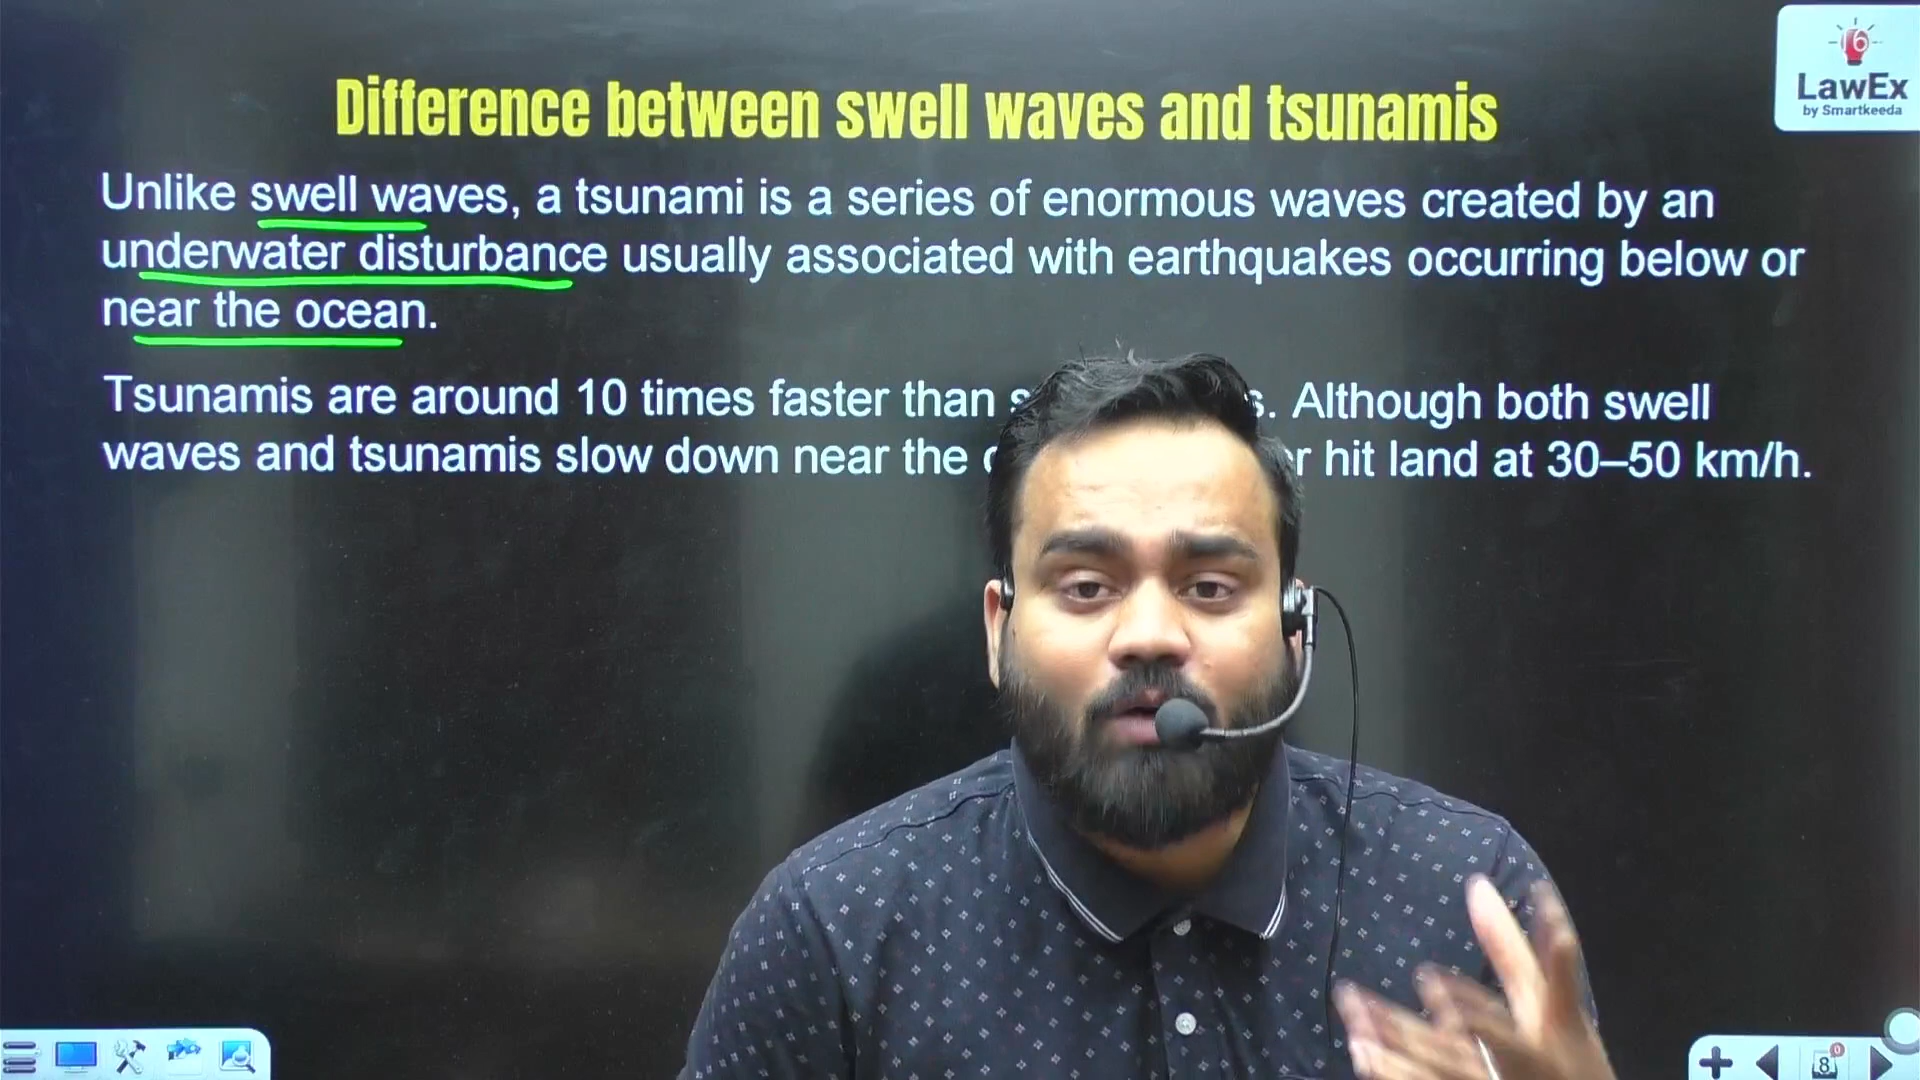 LawEx
by Smartkeeda
Difference between swell waves and tsunamis
Unlike swell waves, a tsunami is a series of enormous waves created by an
underwater disturbance usually associated with earthquakes occurring below or
near the ocean.
Tsunamis are around 10 times faster than Although both swell
waves and tsunamis slow down near the hit land at 30–50 km/h.
8
0